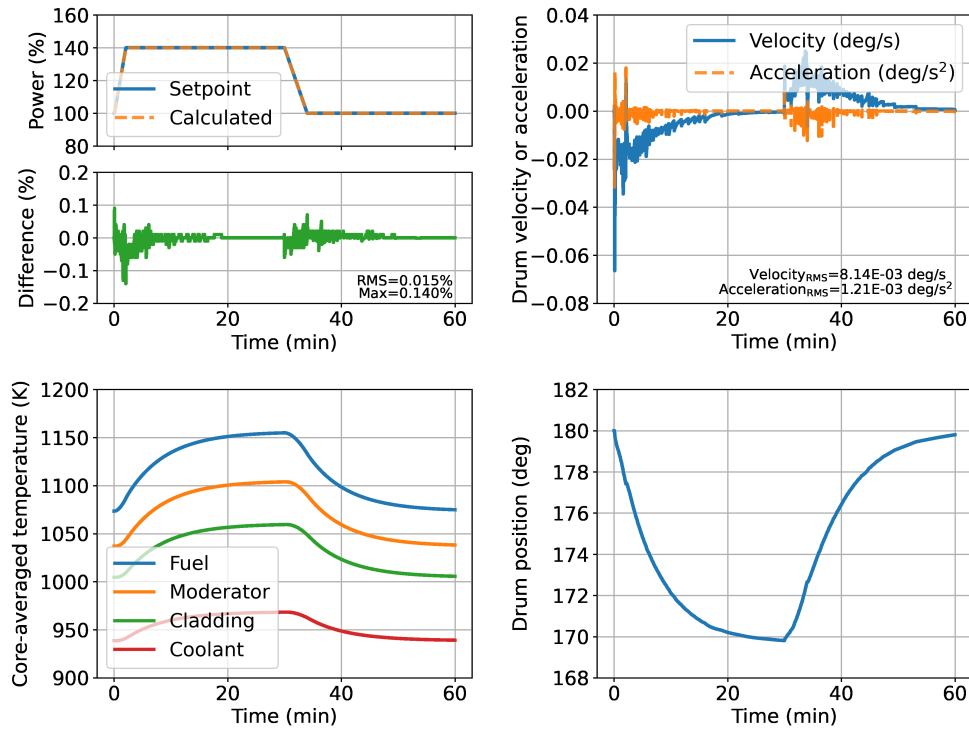 160
140
120
100
80
Power (%)
Setpoint
Calculated
0.2
0.1
0.0
−0.1
−0.2
Difference (%)
RMS=0.015%
Max=0.140%
0 20 40 60
Time (min)
0.04
0.02
0.00
−0.02
−0.04
−0.06
−0.08
Drum velocity or acceleration
Velocity (deg/s)
Acceleration (deg/s²)
Velocity_RMS=8.14E-03 deg/s
Acceleration_RMS=1.21E-03 deg/s²
0 20 40 60
Time (min)
1200
1150
1100
1050
1000
950
900
Core-averaged temperature (K)
Fuel
Moderator
Cladding
Coolant
0 20 40 60
Time (min)
182
180
178
176
174
172
170
168
Drum position (deg)
0 20 40 60
Time (min)